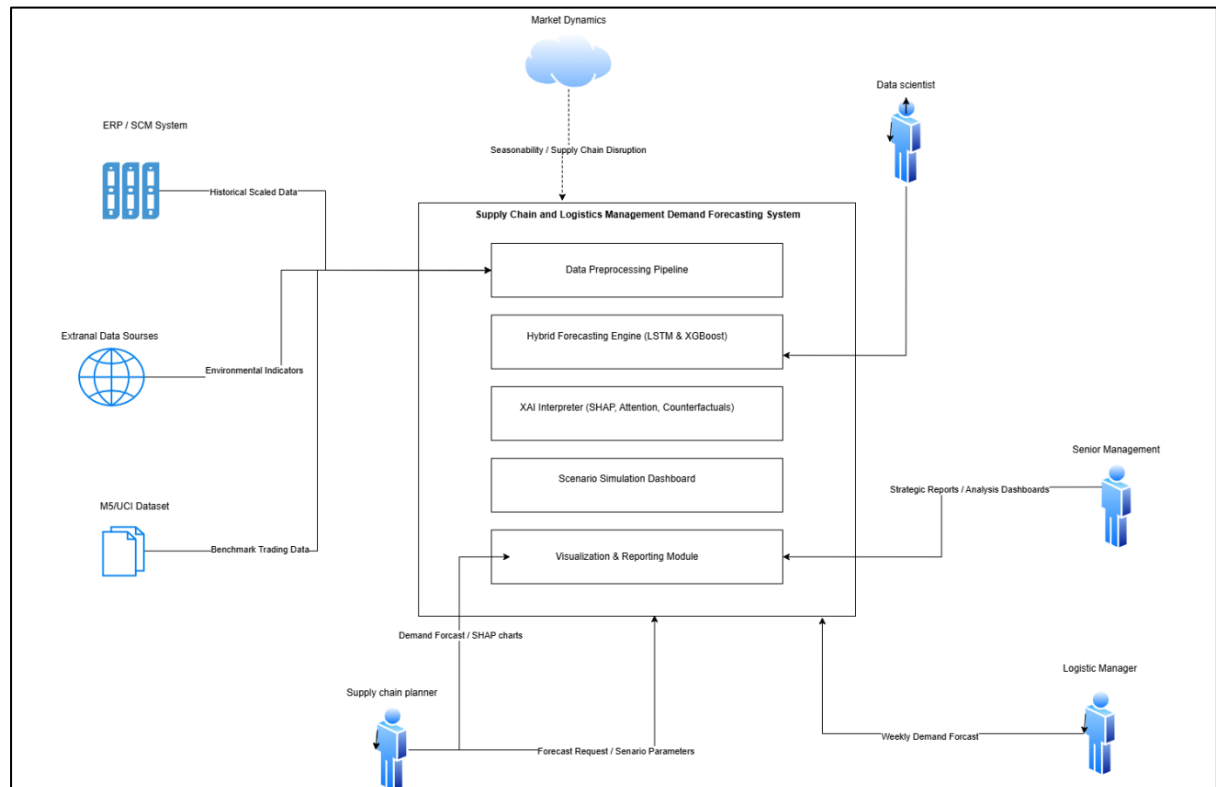 Market Dynamics
Data scientist
ERP / SCM System
Seasonability / Supply Chain Disruption
Historical Scaled Data
Supply Chain and Logistics Management Demand Forecasting System
Data Preprocessing Pipeline
Extranal Data Sourses
Hybrid Forecasting Engine (LSTM & XGBoost)
Environmental Indicators
XAI Interpreter (SHAP, Attention, Counterfactuals)
Senior Management
Scenario Simulation Dashboard
Strategic Reports / Analysis Dashboards
M5/UCI Dataset
Benchmark Trading Data
Visualization & Reporting Module
Demand Forcast / SHAP charts
Logistic Manager
Supply chain planner
Weekly Demand Forcast
Forecast Request / Senario Parameters